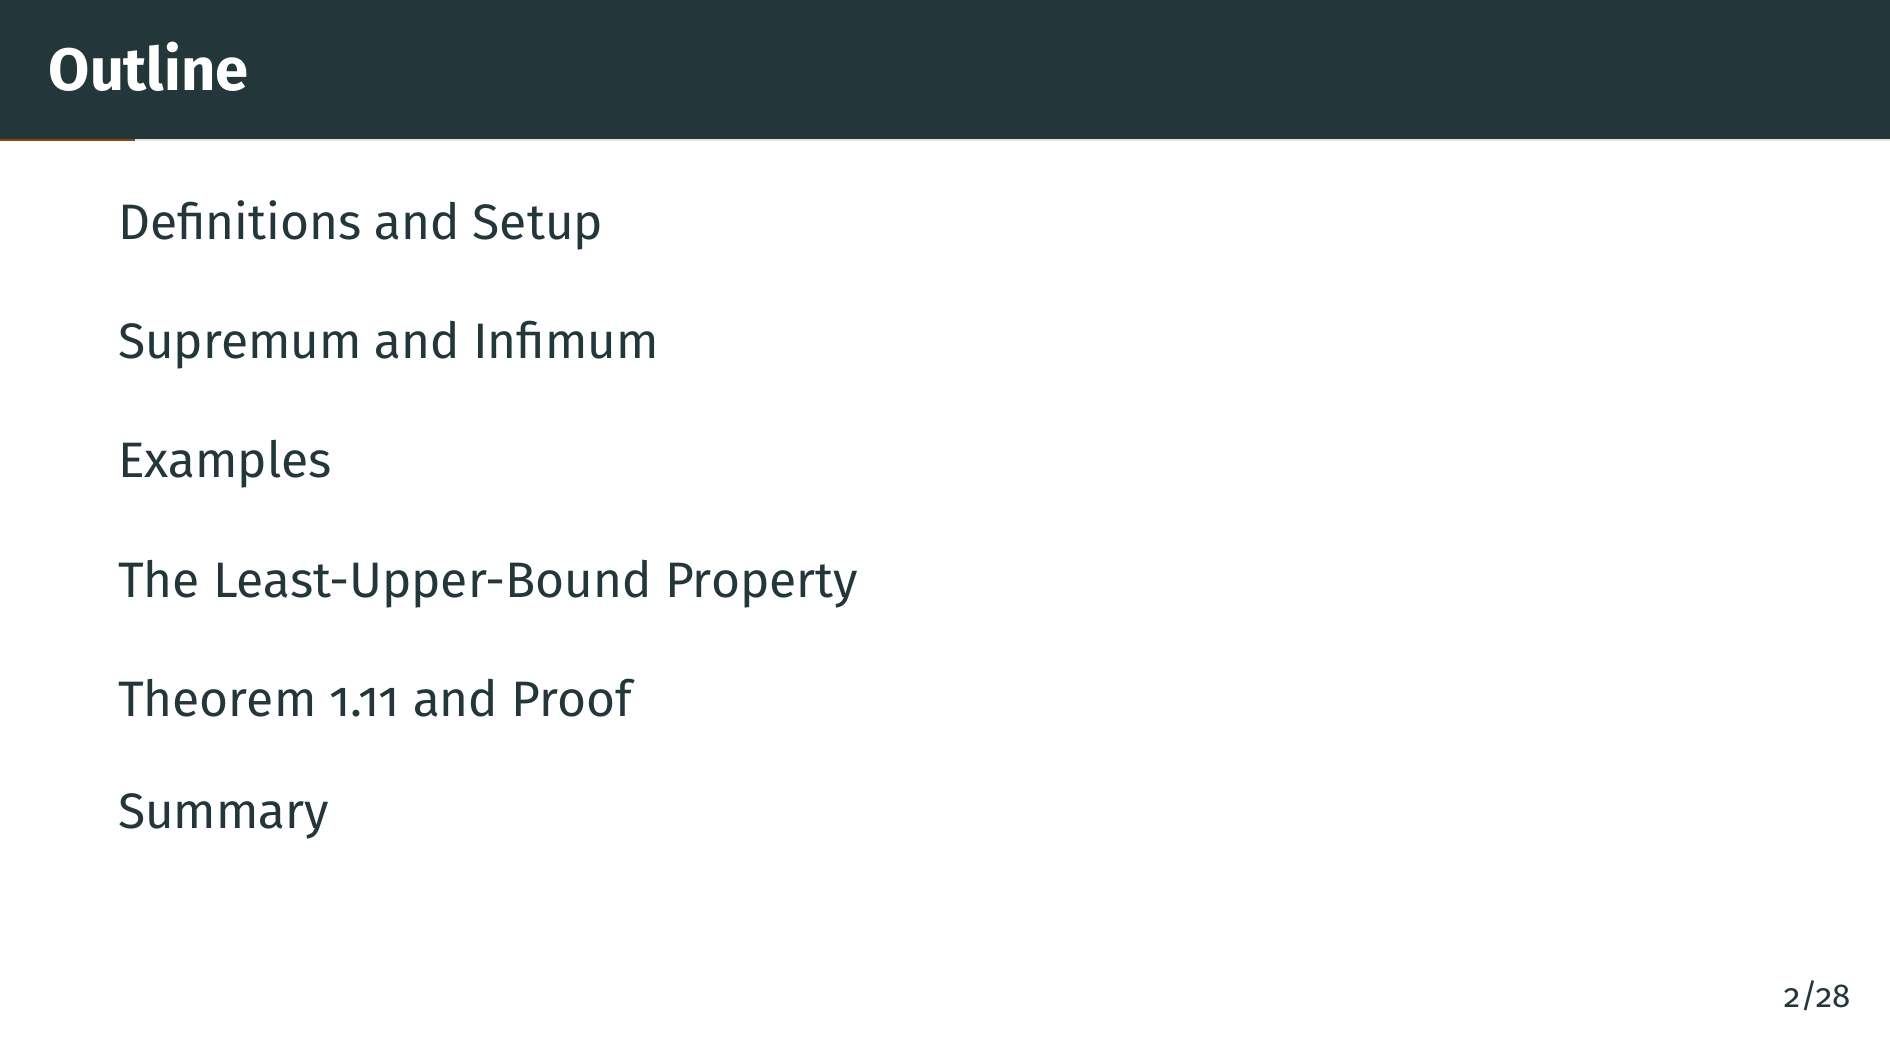 Outline
Definitions and Setup
Supremum and Infimum
Examples
The Least-Upper-Bound Property
Theorem 1.11 and Proof
Summary
2/28